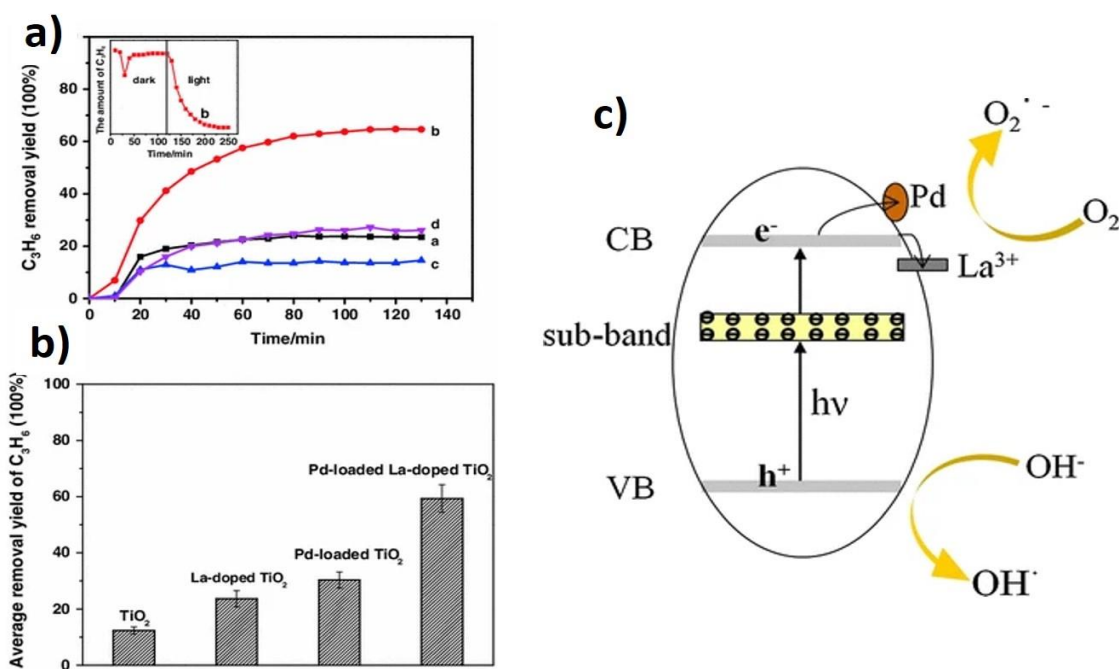 a)
C₃H₆ removal yield (100%)
80
60
40
20
0
0 20 40 60 80 100 120 140
Time/min
b
d
a
c
The amount of C₃H₆
dark
light
b
0 50 100 150 200 250
Time/min
b)
Average removal yield of C₃H₆ (100%)
100
80
60
40
20
0
TiO₂
La-doped TiO₂
Pd-loaded TiO₂
Pd-loaded La-doped TiO₂
c)
O₂˙⁻
Pd
O₂
CB
e⁻
La³⁺
sub-band
hν
h⁺
VB
OH⁻
OH˙